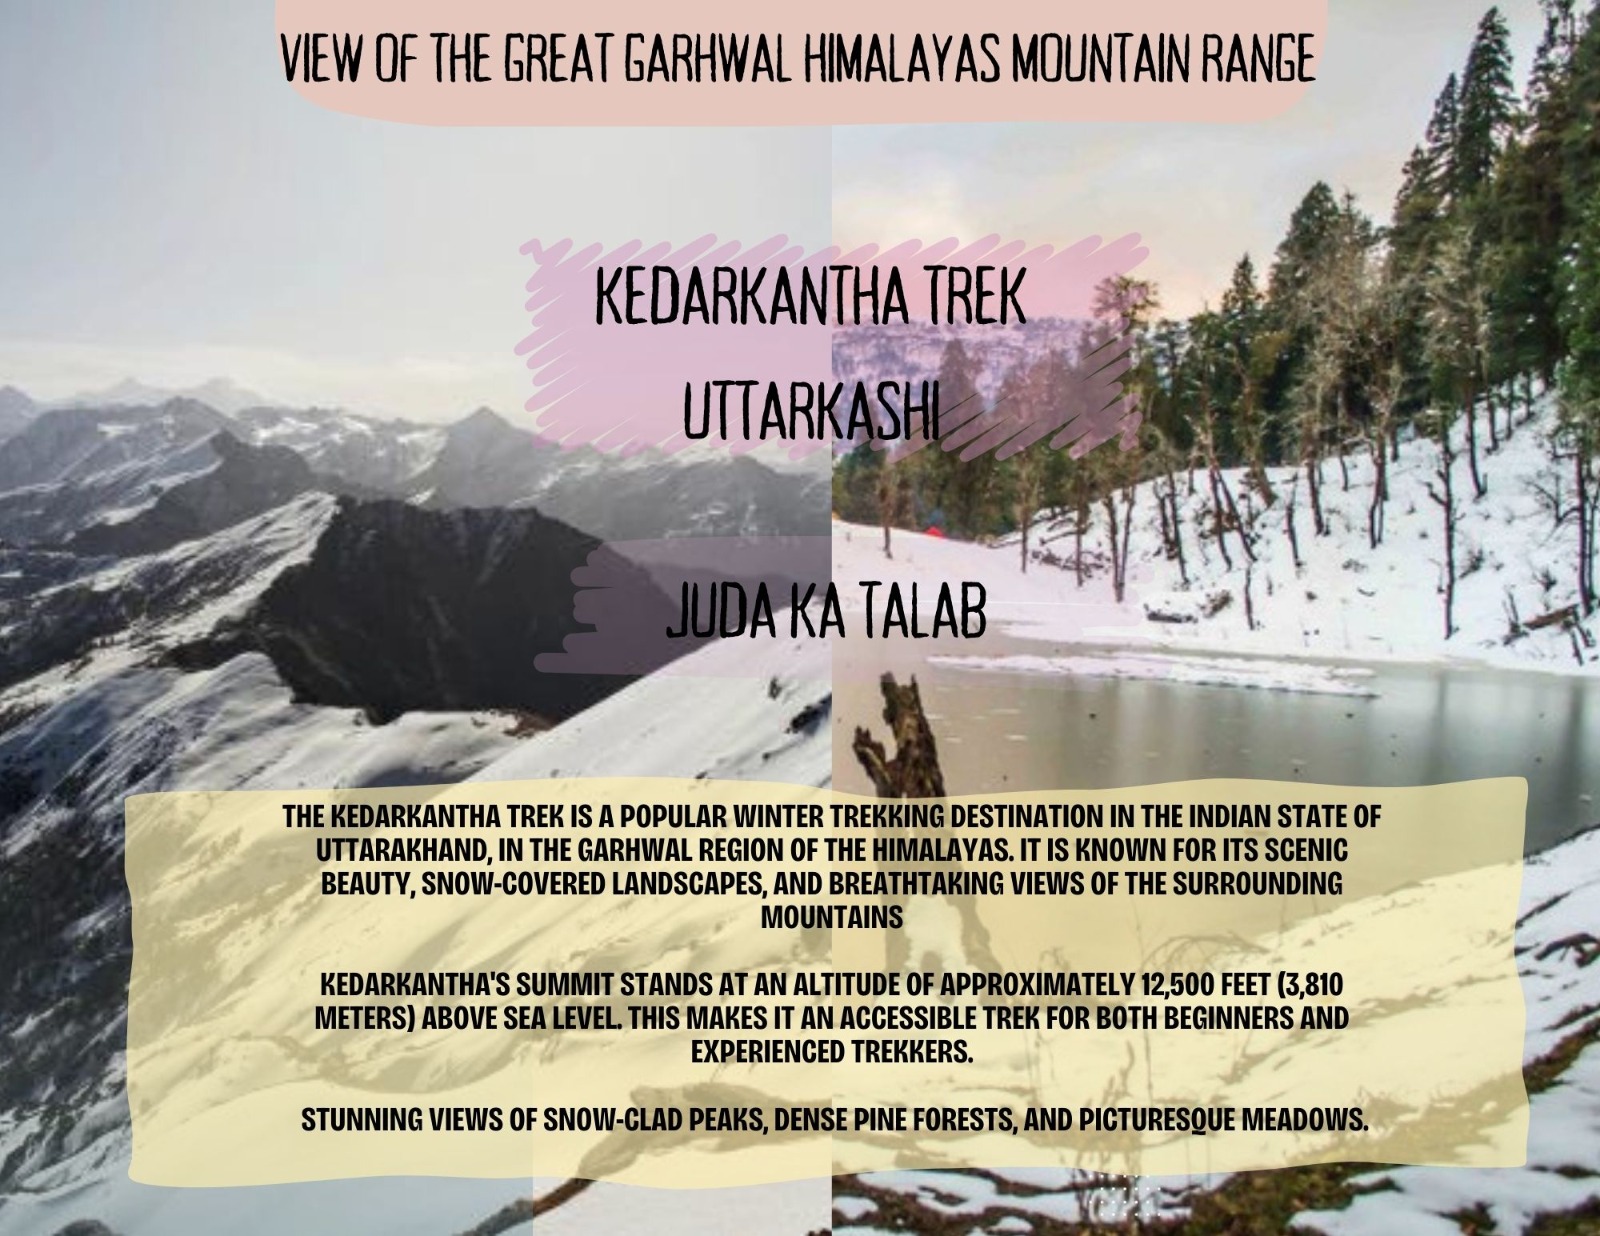 VIEW OF THE GREAT GARHWAL HIMALAYAS MOUNTAIN RANGE
KEDARKANTHA TREK
UTTARKASHI
JUDA KA TALAB
THE KEDARKANTHA TREK IS A POPULAR WINTER TREKKING DESTINATION IN THE INDIAN STATE OF
UTTARAKHAND, IN THE GARHWAL REGION OF THE HIMALAYAS. IT IS KNOWN FOR ITS SCENIC
BEAUTY, SNOW-COVERED LANDSCAPES, AND BREATHTAKING VIEWS OF THE SURROUNDING
MOUNTAINS
KEDARKANTHA'S SUMMIT STANDS AT AN ALTITUDE OF APPROXIMATELY 12,500 FEET (3,810
METERS) ABOVE SEA LEVEL. THIS MAKES IT AN ACCESSIBLE TREK FOR BOTH BEGINNERS AND
EXPERIENCED TREKKERS.
STUNNING VIEWS OF SNOW-CLAD PEAKS, DENSE PINE FORESTS, AND PICTURESQUE MEADOWS.